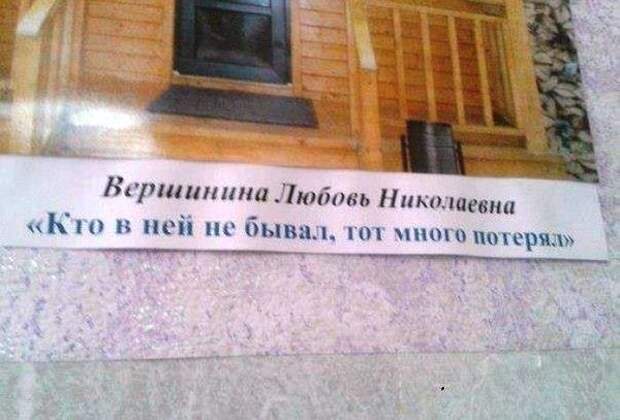 Вершинина Любовь Николаевна
«Кто в ней не бывал, тот много потерял»